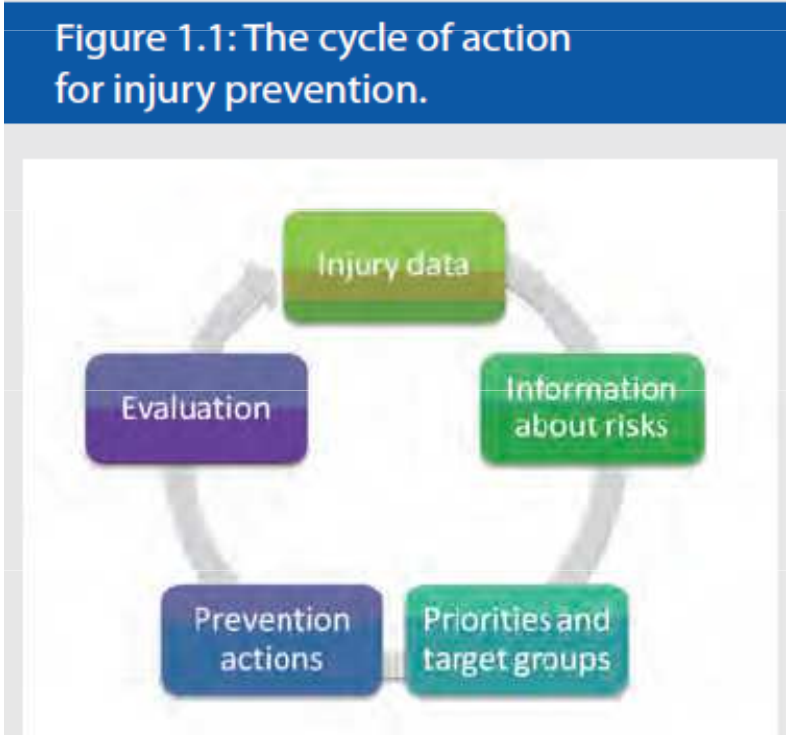 Figure 1.1: The cycle of action
for injury prevention.
Injury data
Information
about risks
Priorities and
target groups
Prevention
actions
Evaluation